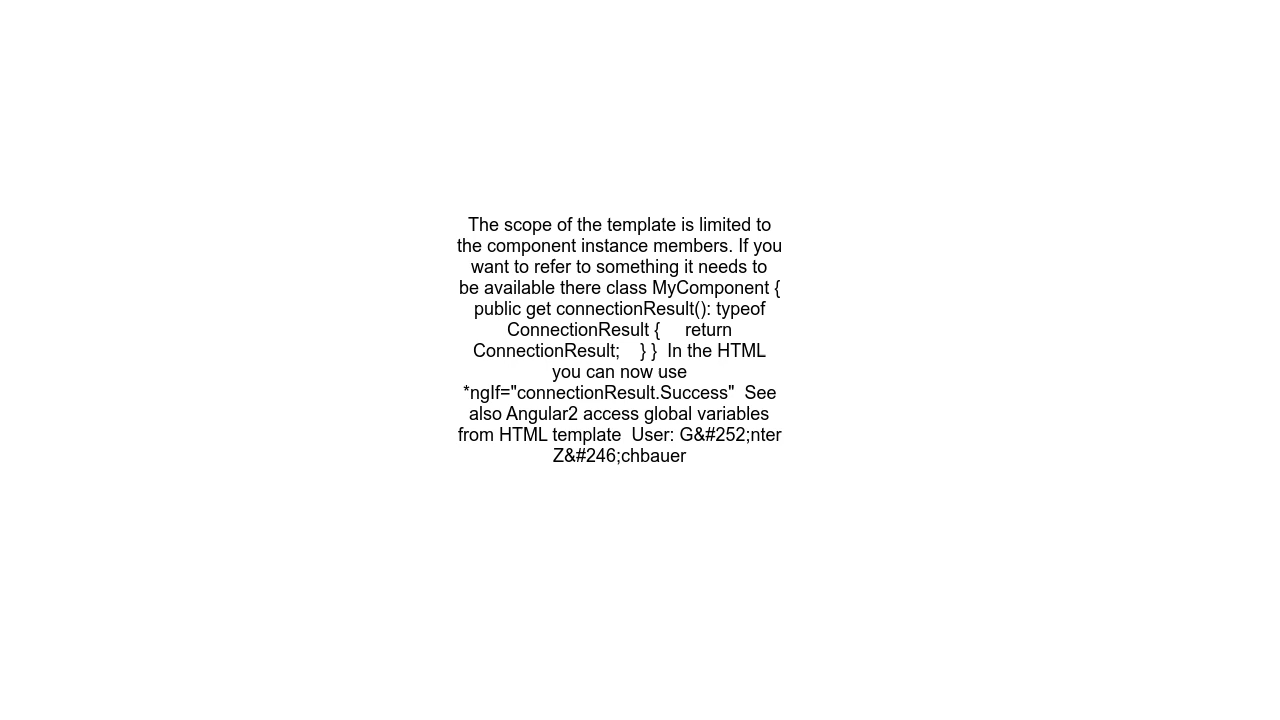 The scope of the template is limited to
the component instance members. If you
want to refer to something it needs to
be available there class MyComponent {
public get connectionResult(): typeof
ConnectionResult {     return
ConnectionResult;    } }  In the HTML
you can now use
*ngIf="connectionResult.Success"  See
also Angular2 access global variables
from HTML template  User: G&#252;nter
Z&#246;chbauer